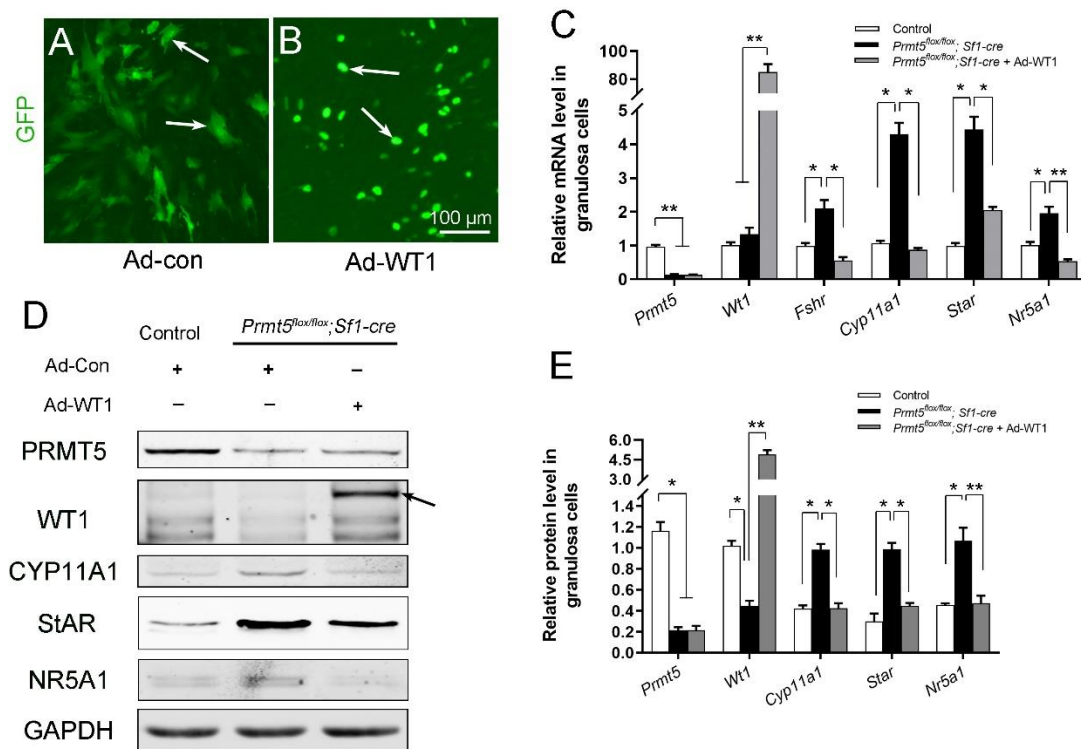 A
B
GFP
100 μm
Ad-con
Ad-WT1
C
Control
Prmt5flox/flox; Sf1-cre
Prmt5flox/flox;Sf1-cre + Ad-WT1
Relative mRNA level in
granulosa cells
100
80
60
6
4
2
1
0
**
**
*
*
*
*
*
*
*
**
Prmt5
Wt1
Fshr
Cyp11a1
Star
Nr5a1
D
Control
Prmt5flox/flox;Sf1-cre
Ad-Con + + –
Ad-WT1 – – +
PRMT5
WT1
CYP11A1
StAR
NR5A1
GAPDH
E
Control
Prmt5flox/flox; Sf1-cre
Prmt5flox/flox;Sf1-cre + Ad-WT1
Relative protein level in
granulosa cells
6.0
4.5
3.0
1.2
1.0
0.8
0.6
0.4
0.2
0.0
*
*
**
*
*
*
*
*
**
Prmt5
Wt1
Cyp11a1
Star
Nr5a1